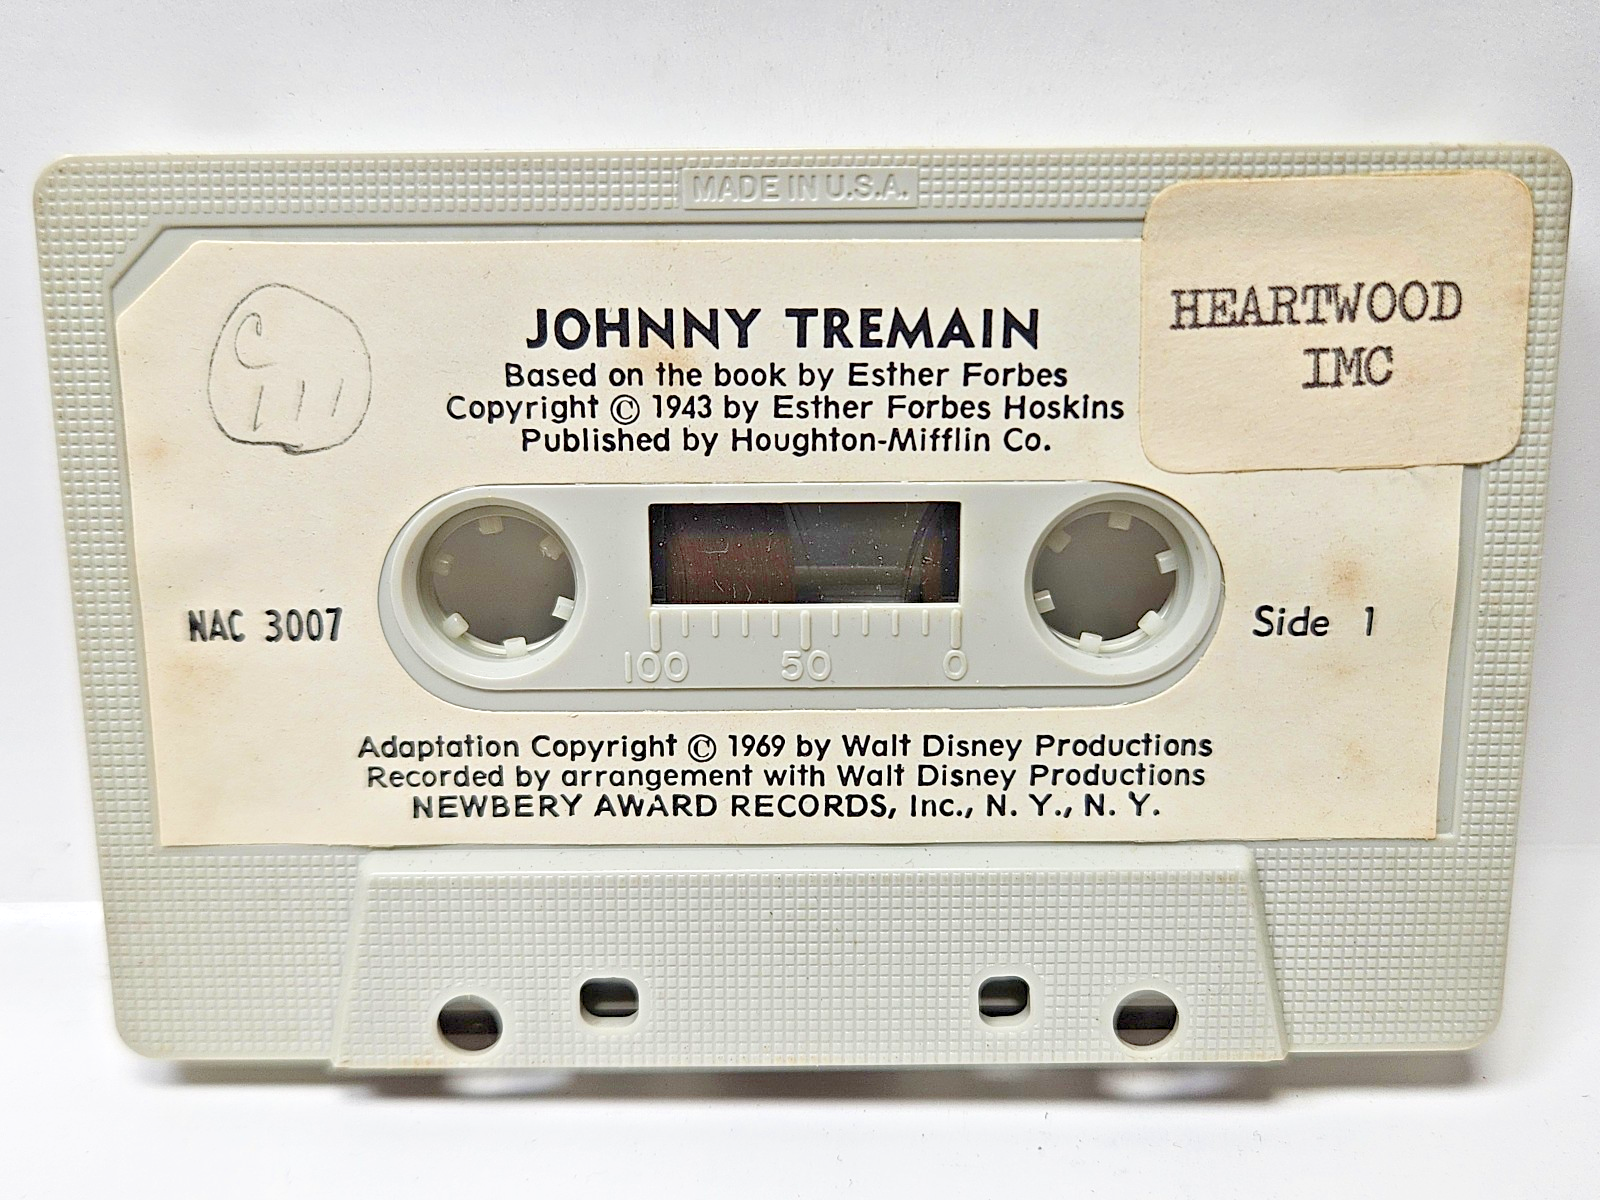 MADE IN U.S.A.
HEARTWOOD
IMC
C
111
JOHNNY TREMAIN
Based on the book by Esther Forbes
Copyright © 1943 by Esther Forbes Hoskins
Published by Houghton-Mifflin Co.
NAC 3007
Side 1
100 50 0
Adaptation Copyright © 1969 by Walt Disney Productions
Recorded by arrangement with Walt Disney Productions
NEWBERY AWARD RECORDS, Inc., N. Y., N. Y.